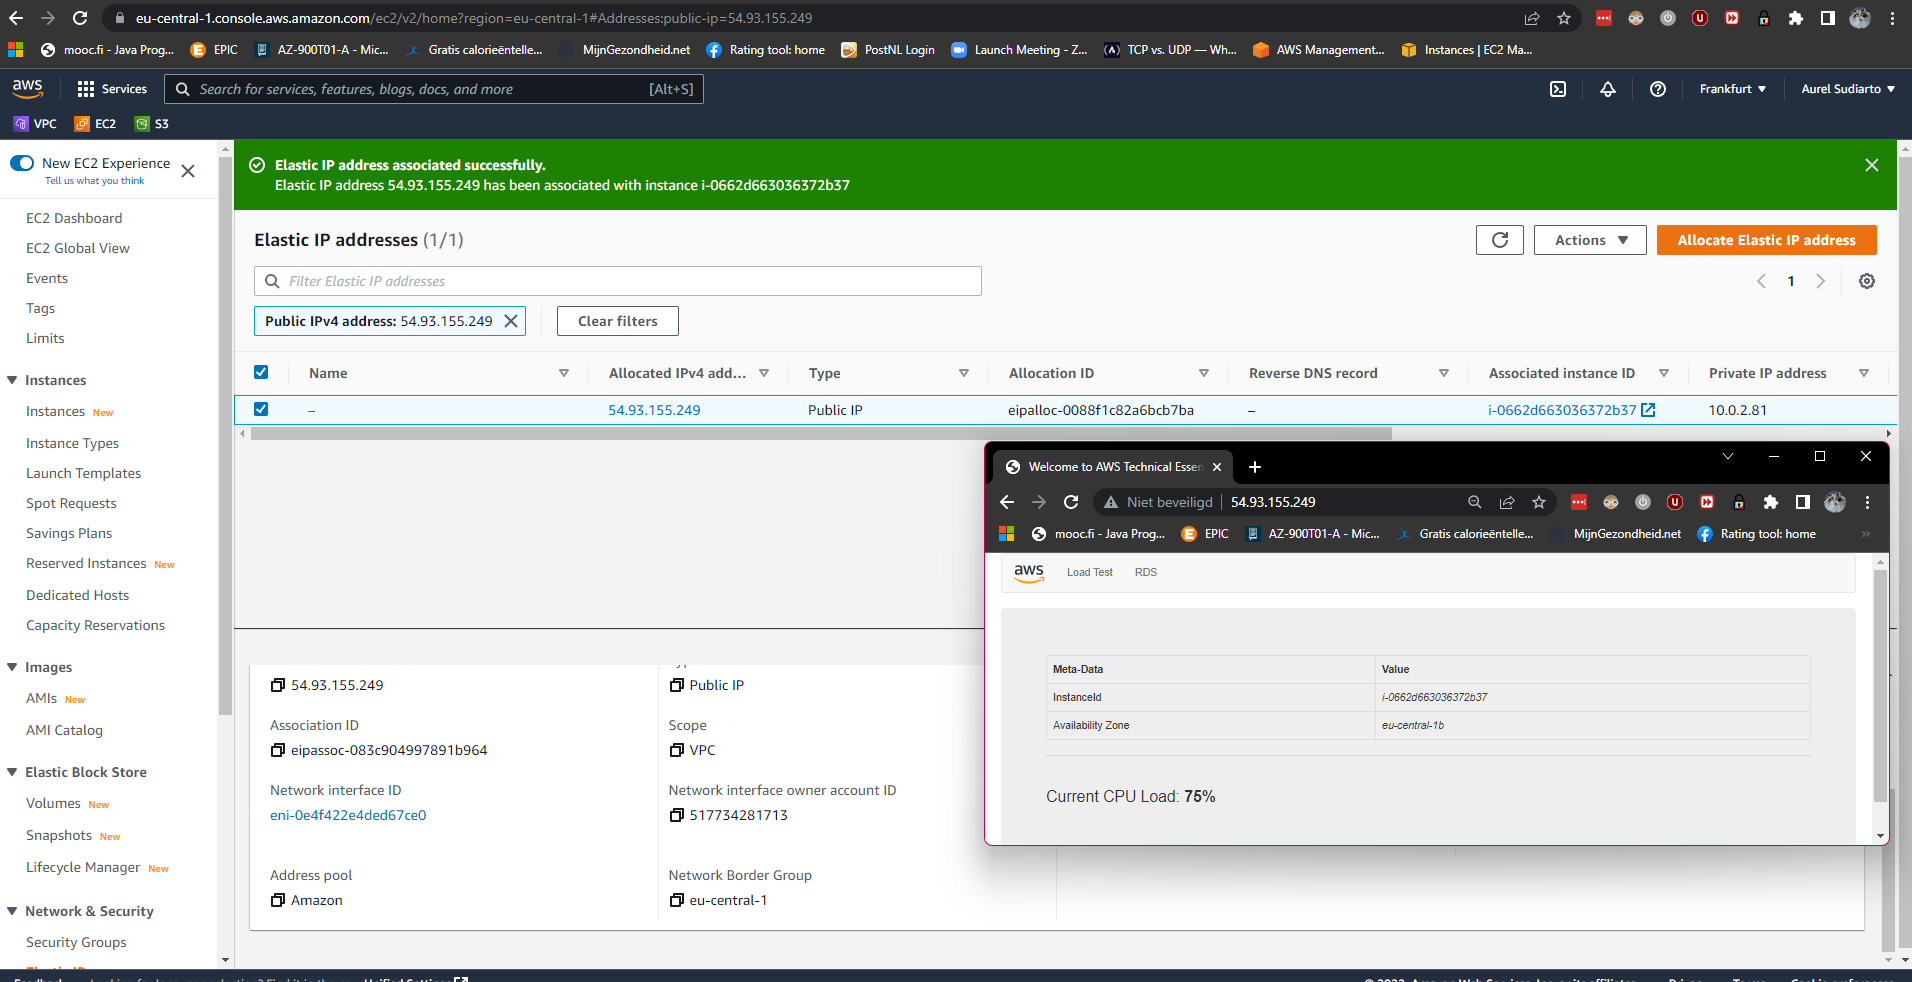 eu-central-1.console.aws.amazon.com/ec2/v2/home?region=eu-central-1#Addresses:public-ip=54.93.155.249
mooc.fi - Java Prog... EPIC AZ-900T01-A - Mic... Gratis calorieëntelle... MijnGezondheid.net Rating tool: home PostNL Login Launch Meeting - Z... TCP vs. UDP — Wh... AWS Management... Instances | EC2 Ma...
aws Services Search for services, features, blogs, docs, and more [Alt+S] Frankfurt Aurel Sudiarto
VPC EC2 S3
New EC2 Experience
Tell us what you think
EC2 Dashboard
EC2 Global View
Events
Tags
Limits
Instances
Instances New
Instance Types
Launch Templates
Spot Requests
Savings Plans
Reserved Instances New
Dedicated Hosts
Capacity Reservations
Images
AMIs New
AMI Catalog
Elastic Block Store
Volumes New
Snapshots New
Lifecycle Manager New
Network & Security
Security Groups
Elastic IP address associated successfully.
Elastic IP address 54.93.155.249 has been associated with instance i-0662d663036372b37
Elastic IP addresses (1/1)
Actions
Allocate Elastic IP address
Filter Elastic IP addresses
1
Public IPv4 address: 54.93.155.249
Clear filters
Name Allocated IPv4 add... Type Allocation ID Reverse DNS record Associated instance ID Private IP address
– 54.93.155.249 Public IP eipalloc-0088f1c82a6bcb7ba – i-0662d663036372b37 10.0.2.81
54.93.155.249 Public IP
Association ID Scope
eipassoc-083c904997891b964 VPC
Network interface ID Network interface owner account ID
eni-0e4f422e4ded67ce0 517734281713
Address pool Network Border Group
Amazon eu-central-1
Welcome to AWS Technical Essen
Niet beveiligd 54.93.155.249
mooc.fi - Java Prog... EPIC AZ-900T01-A - Mic... Gratis calorieëntelle... MijnGezondheid.net Rating tool: home
aws Load Test RDS
Meta-Data Value
InstanceId i-0662d663036372b37
Availability Zone eu-central-1b
Current CPU Load: 75%